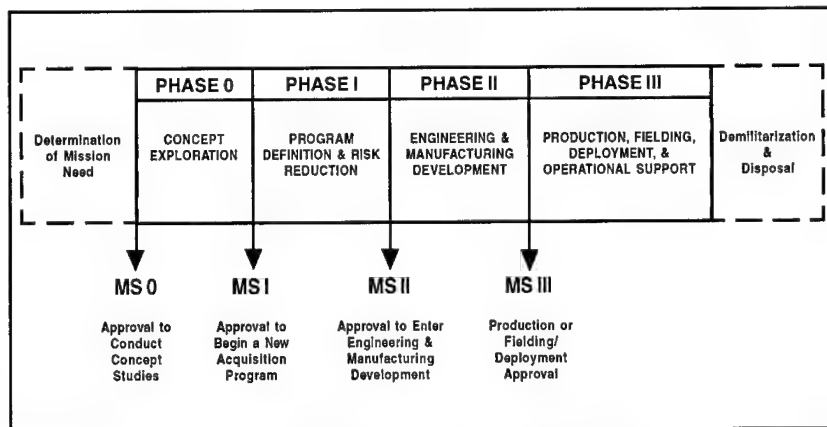 PHASE 0
PHASE I
PHASE II
PHASE III
Determination
of Mission
Need
CONCEPT
EXPLORATION
PROGRAM
DEFINITION & RISK
REDUCTION
ENGINEERING &
MANUFACTURING
DEVELOPMENT
PRODUCTION, FIELDING,
DEPLOYMENT, &
OPERATIONAL SUPPORT
Demilitarization
&
Disposal
MS 0
Approval to
Conduct
Concept
Studies
MS I
Approval to
Begin a New
Acquisition
Program
MS II
Approval to Enter
Engineering &
Manufacturing
Development
MS III
Production or
Fielding/
Deployment
Approval